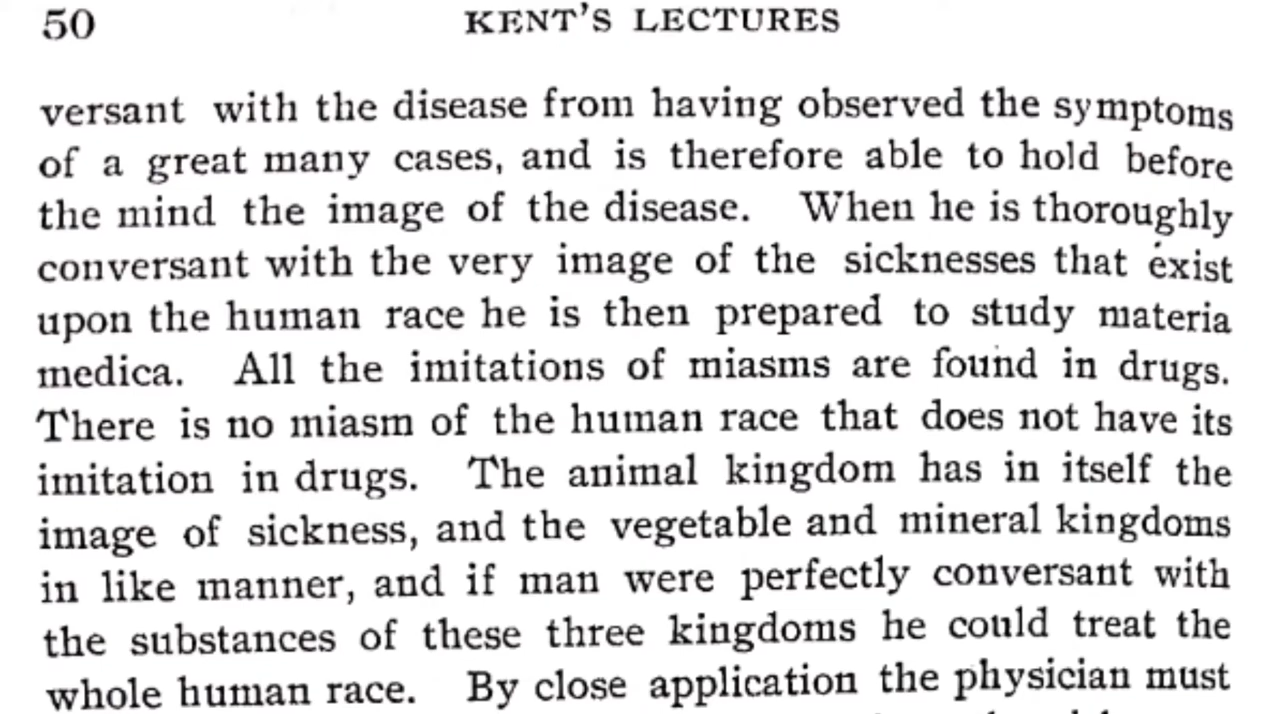 50 KENT'S LECTURES
versant with the disease from having observed the symptoms
of a great many cases, and is therefore able to hold before
the mind the image of the disease. When he is thoroughly
conversant with the very image of the sicknesses that exist
upon the human race he is then prepared to study materia
medica. All the imitations of miasms are found in drugs.
There is no miasm of the human race that does not have its
imitation in drugs. The animal kingdom has in itself the
image of sickness, and the vegetable and mineral kingdoms
in like manner, and if man were perfectly conversant with
the substances of these three kingdoms he could treat the
whole human race. By close application the physician must